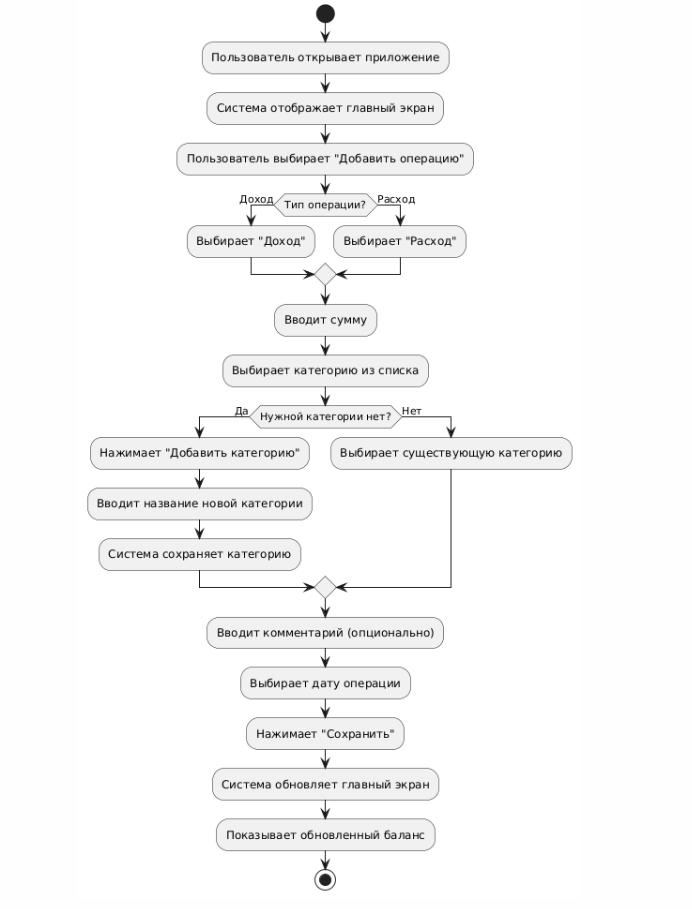 Пользователь открывает приложение
Система отображает главный экран
Пользователь выбирает "Добавить операцию"
Доход
Тип операции?
Расход
Выбирает "Доход"
Выбирает "Расход"
Вводит сумму
Выбирает категорию из списка
Да
Нужной категории нет?
Нет
Нажимает "Добавить категорию"
Выбирает существующую категорию
Вводит название новой категории
Система сохраняет категорию
Вводит комментарий (опционально)
Выбирает дату операции
Нажимает "Сохранить"
Система обновляет главный экран
Показывает обновленный баланс